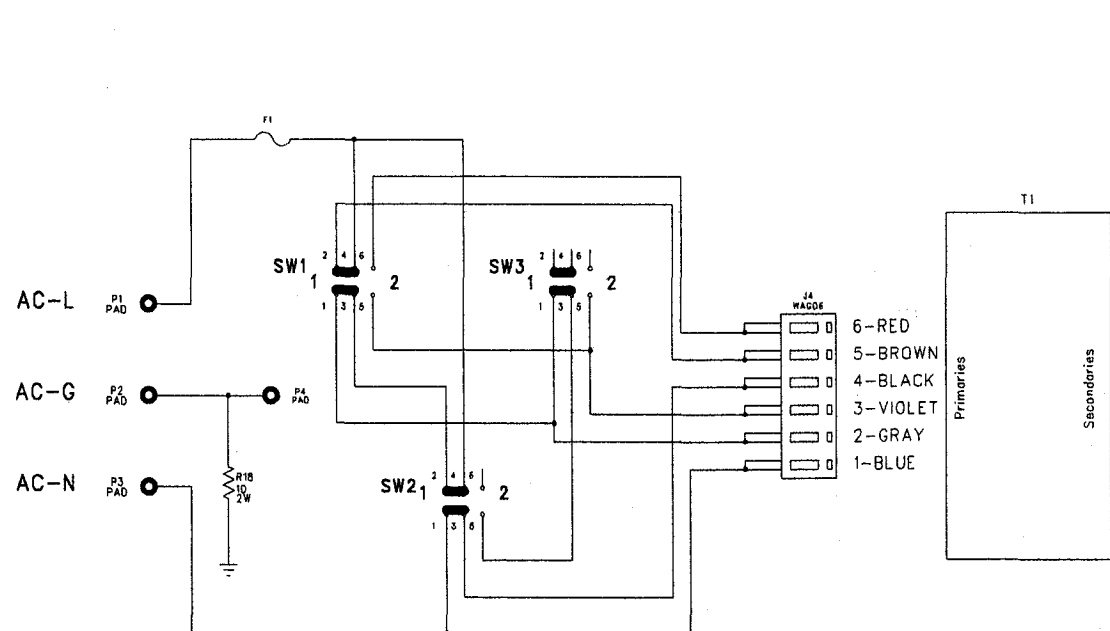 F1
T1
2 4 6
SW1 1 2
1 3 5
2 4 6
SW3 1 2
1 3 5
AC-L P1 PAD
J4
WAGO6
6-RED
5-BROWN
4-BLACK
3-VIOLET
2-GRAY
1-BLUE
Primaries
Secondaries
AC-G P2 PAD
P4 PAD
AC-N P3 PAD
R18
10
2W
2 4 6
SW2 1 2
1 3 5